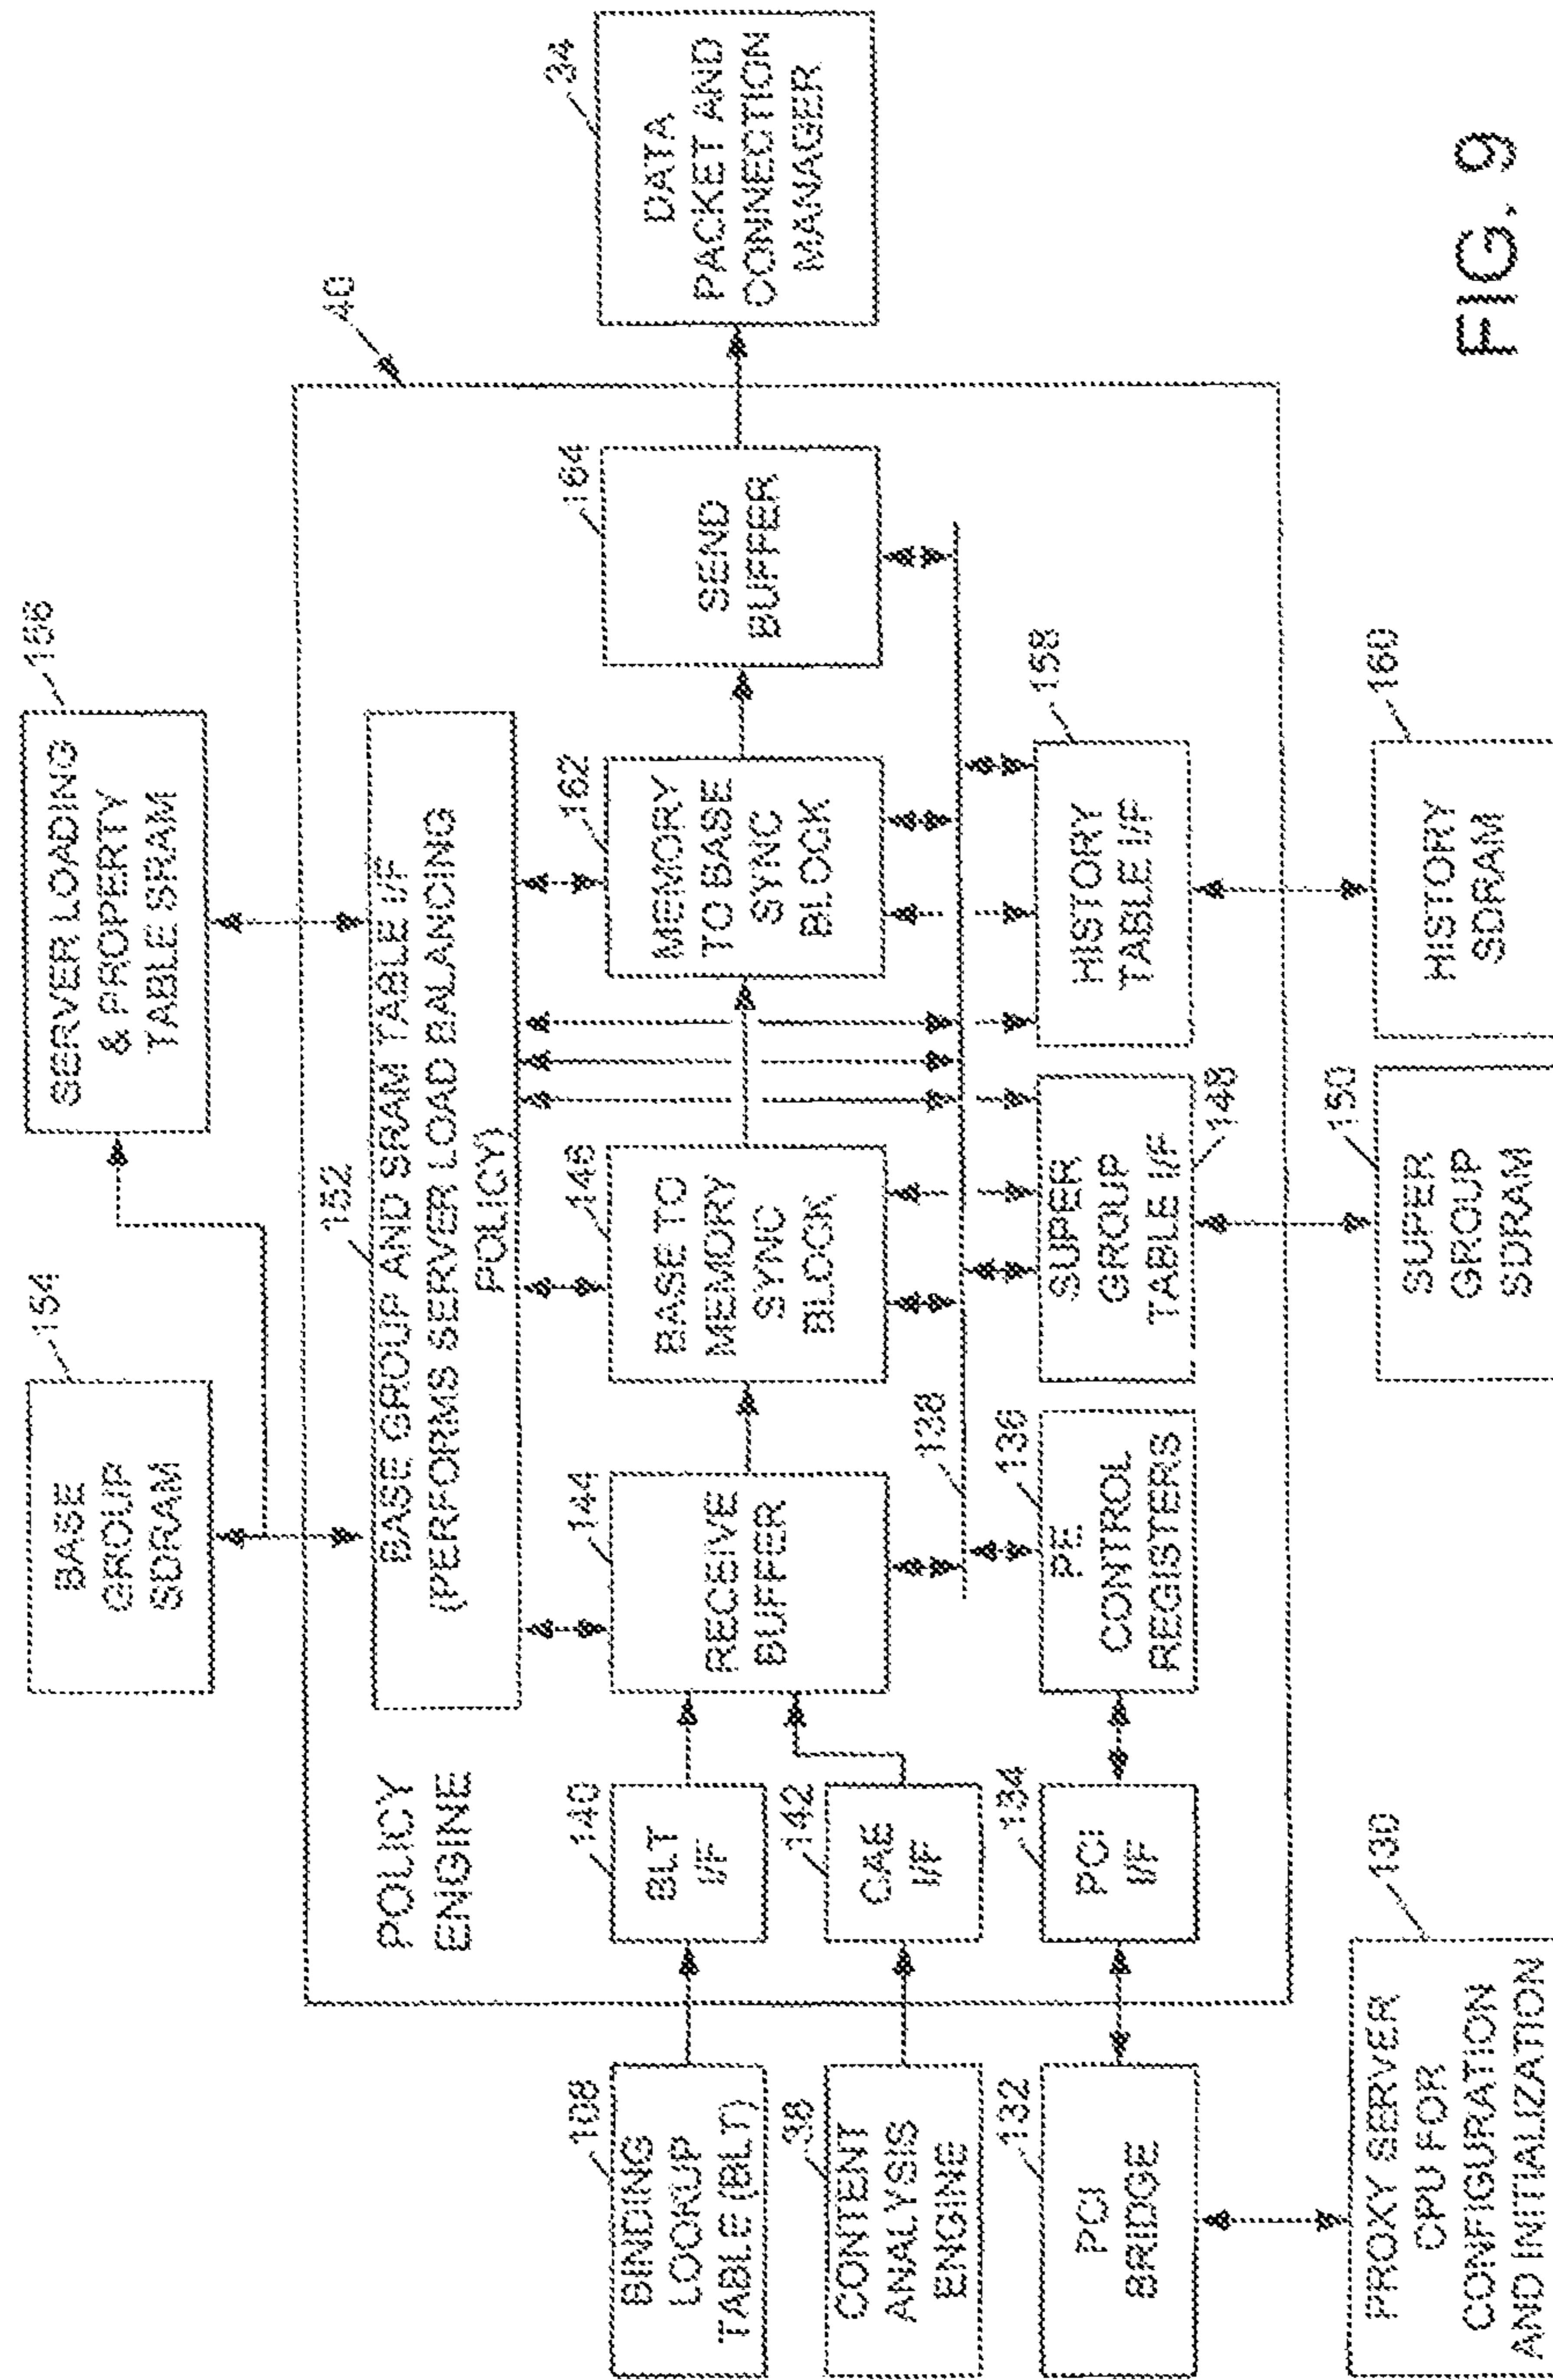 BASE
GROUP
SDRAM
154
SERVER LOADING
& PROPERTY
TABLE SRAM
156
40
POLICY
ENGINE
152
BASE GROUP AND SRAM TABLE I/F
(PERFORMS SERVER LOAD BALANCING
POLICY)
BINDING
LOOKUP
TABLE (BLT)
108
BLT
I/F
140
RECEIVE
BUFFER
144
BASE TO
MEMORY
SYNC
BLOCK
146
MEMORY
TO BASE
SYNC
BLOCK
162
SEND
BUFFER
164
DATA
PACKET AND
CONNECTION
MANAGER
34
CONTENT
ANALYSIS
ENGINE
38
CAE
I/F
142
138
PCI
BRIDGE
132
PCI
I/F
134
PE
CONTROL
REGISTERS
136
SUPER
GROUP
TABLE I/F
148
HISTORY
TABLE I/F
158
PROXY SERVER
CPU FOR
CONFIGURATION
AND INITIALIZATION
130
SUPER
GROUP
SDRAM
150
HISTORY
SDRAM
160
FIG. 9